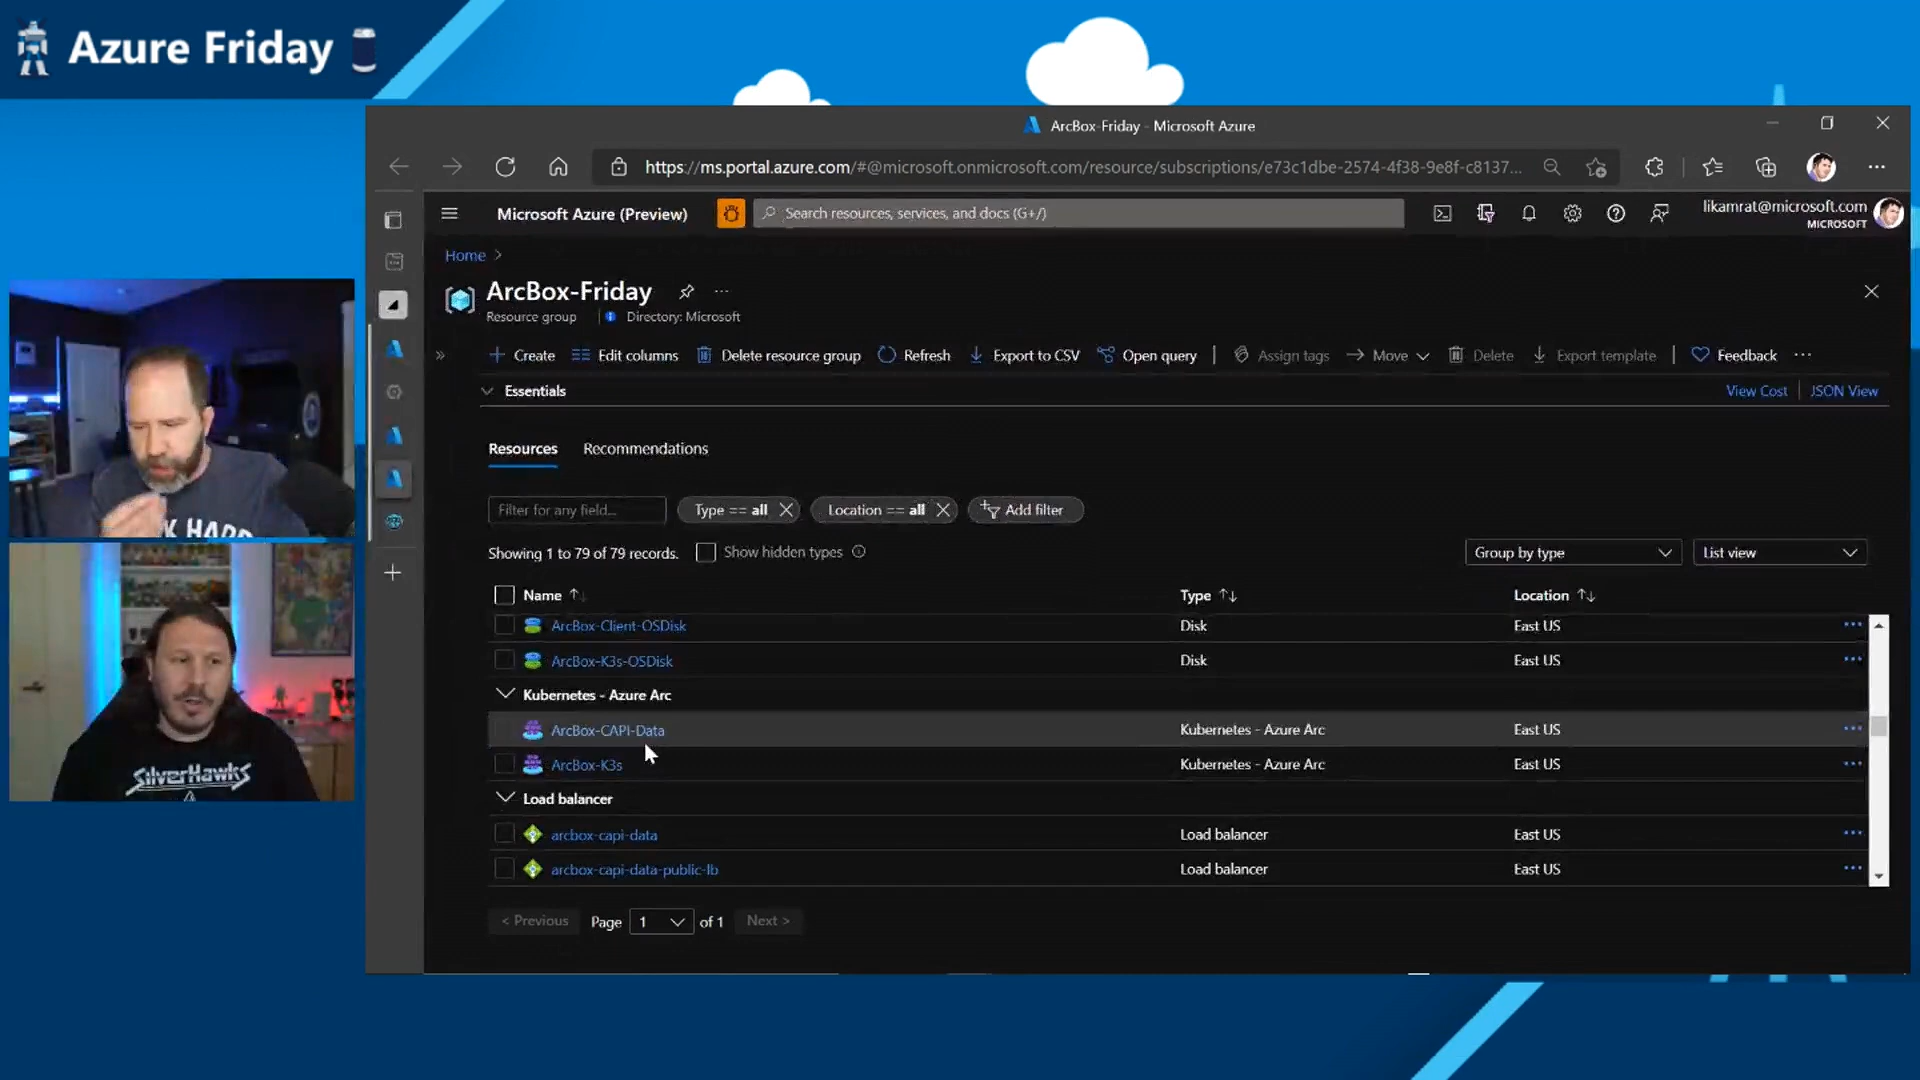 Azure Friday
ArcBox-Friday - Microsoft Azure
https://ms.portal.azure.com/#@microsoft.onmicrosoft.com/resource/subscriptions/e73c1dbe-2574-4f38-9e8f-c8137...
Microsoft Azure (Preview)
Search resources, services, and docs (G+/)
likamrat@microsoft.com
MICROSOFT
Home >
ArcBox-Friday
...
Resource group
Directory: Microsoft
Create
Edit columns
Delete resource group
Refresh
Export to CSV
Open query
Assign tags
Move
Delete
Export template
Feedback
...
Essentials
View Cost
JSON View
Resources
Recommendations
Filter for any field...
Type == all
Location == all
Add filter
Showing 1 to 79 of 79 records.
Show hidden types
Group by type
List view
Name
Type
Location
ArcBox-Client-OSDisk Disk East US ...
ArcBox-K3s-OSDisk Disk East US ...
Kubernetes - Azure Arc
ArcBox-CAPI-Data Kubernetes - Azure Arc East US ...
ArcBox-K3s Kubernetes - Azure Arc East US ...
Load balancer
arcbox-capi-data Load balancer East US ...
arcbox-capi-data-public-lb Load balancer East US ...
< Previous
Page
1
of 1
Next >
HARD
SILVERHAWKS